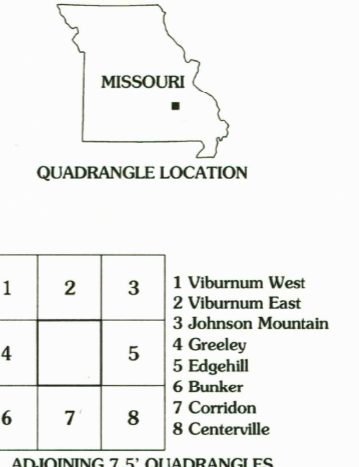 MISSOURI
QUADRANGLE LOCATION
1 2 3
4 5
6 7 8
1 Viburnum West
2 Viburnum East
3 Johnson Mountain
4 Greeley
5 Edgehill
6 Bunker
7 Corridon
8 Centerville
ADJOINING 7.5' QUADRANGLES